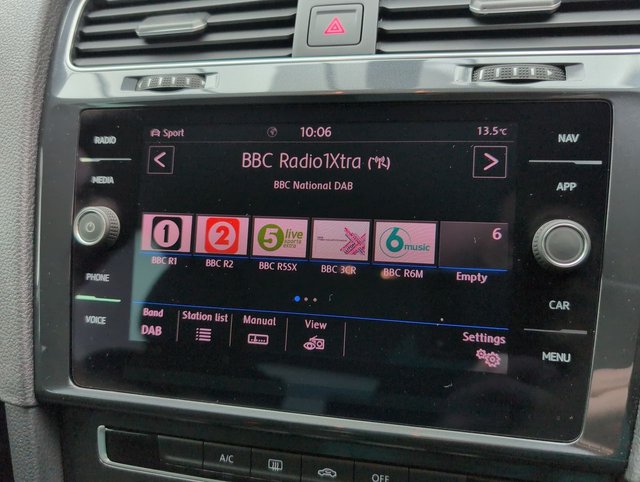 Sport 10:06 13.5°C
RADIO
MEDIA
PHONE
VOICE
NAV
APP
CAR
MENU
BBC Radio1Xtra
BBC National DAB
1
2
5 live sports extra
6 music
6
BBC R1
BBC R2
BBC R5SX
BBC 3CR
BBC R6M
Empty
Band
DAB
Station list
Manual
View
Settings
A/C
OFF